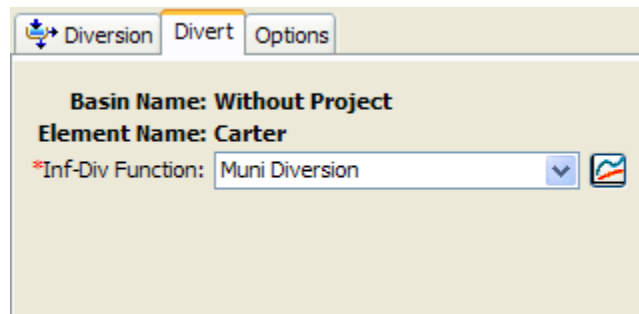 Diversion Divert Options
Basin Name: Without Project
Element Name: Carter
*Inf-Div Function: Muni Diversion